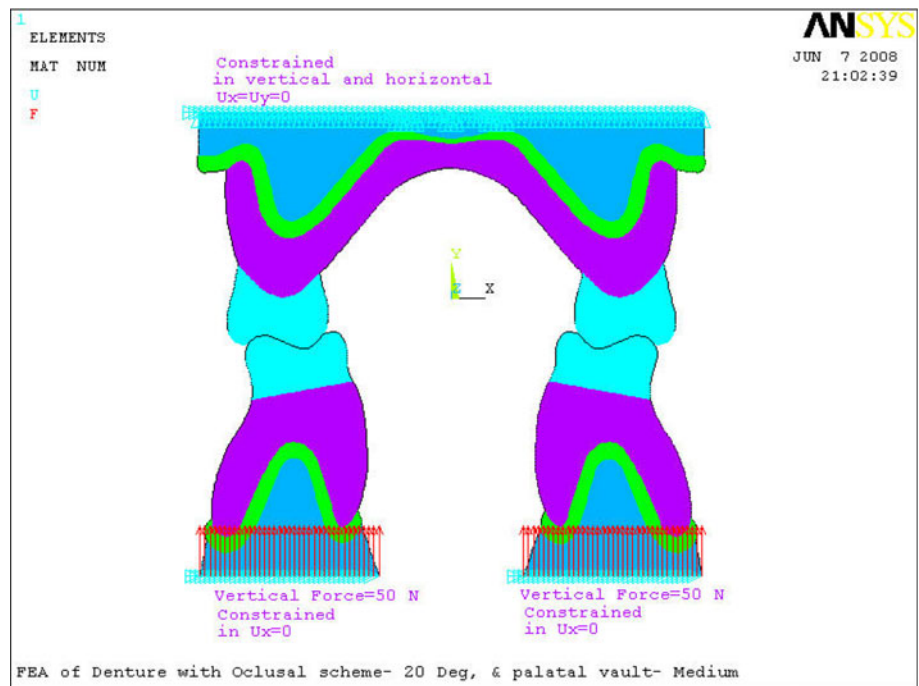 1
ELEMENTS
MAT NUM
U
F
ANSYS
JUN 7 2008
21:02:39
Constrained
in vertical and horizontal
Ux=Uy=0
Y
Z X
Vertical Force=50 N
Constrained
in Ux=0
Vertical Force=50 N
Constrained
in Ux=0
FEA of Denture with Oclusal scheme- 20 Deg, & palatal vault- Medium